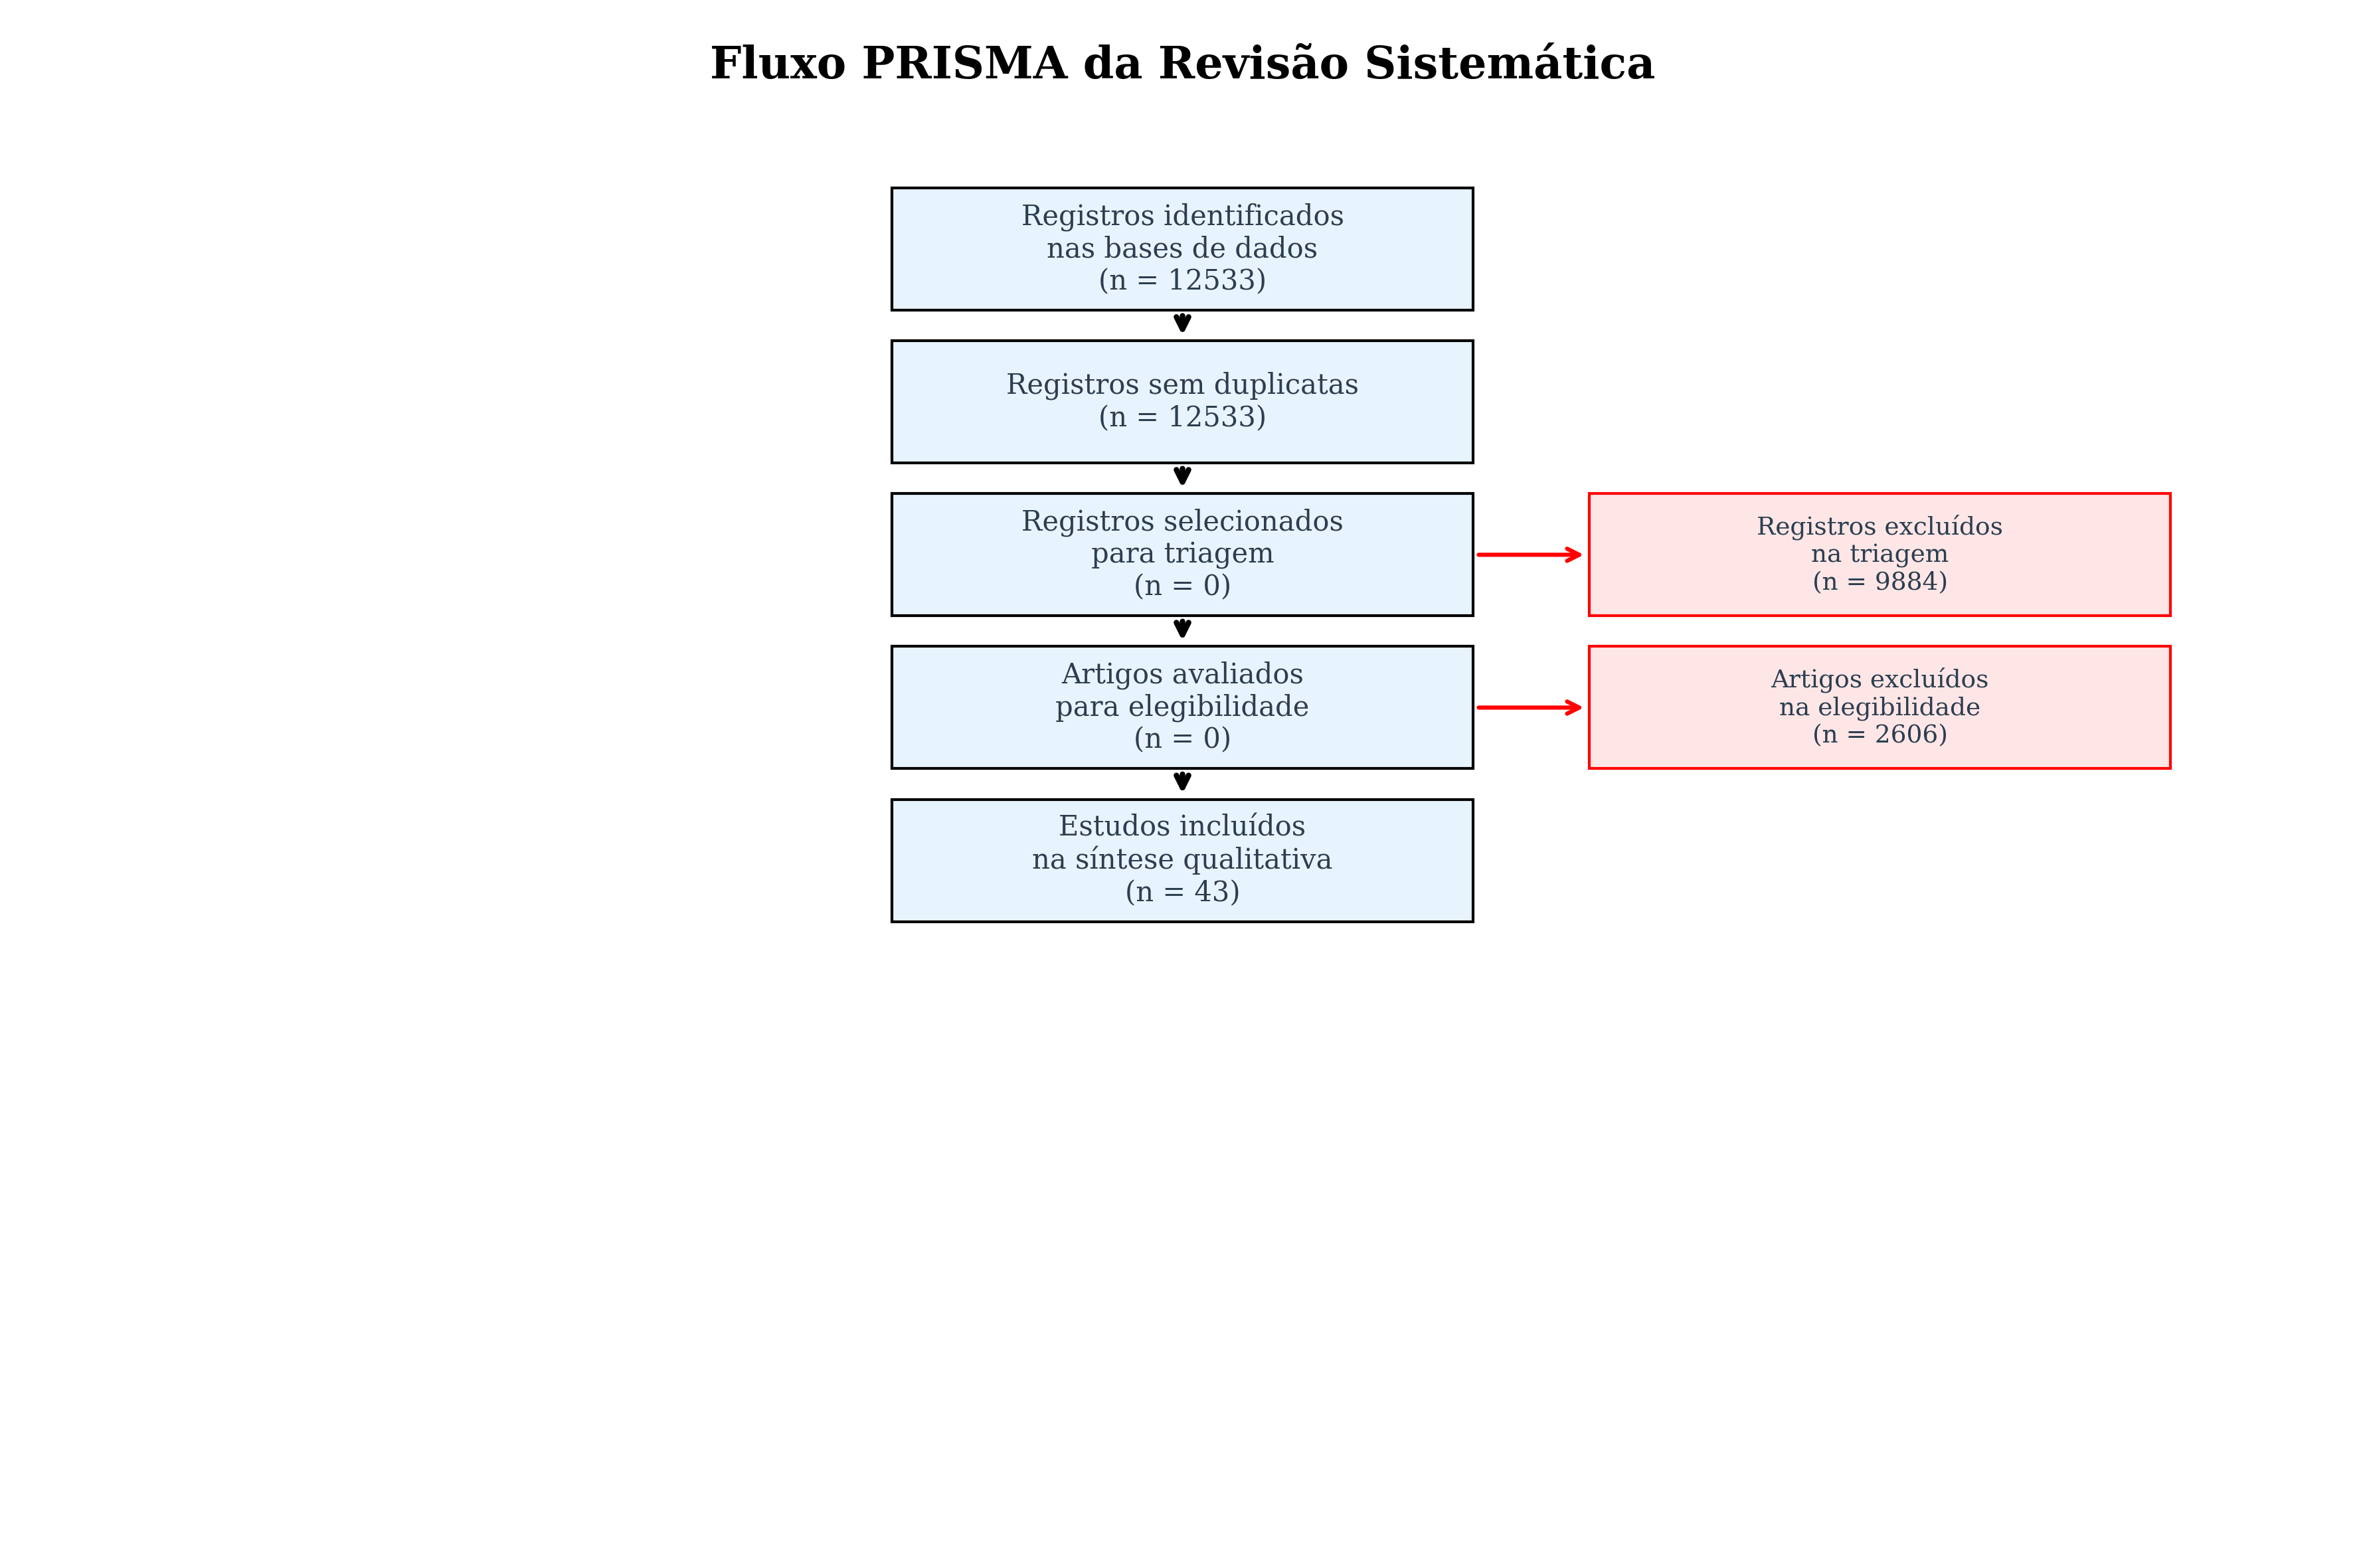 Fluxo PRISMA da Revisão Sistemática
Registros identificados
nas bases de dados
(n = 12533)
Registros sem duplicatas
(n = 12533)
Registros selecionados
para triagem
(n = 0)
Registros excluídos
na triagem
(n = 9884)
Artigos avaliados
para elegibilidade
(n = 0)
Artigos excluídos
na elegibilidade
(n = 2606)
Estudos incluídos
na síntese qualitativa
(n = 43)